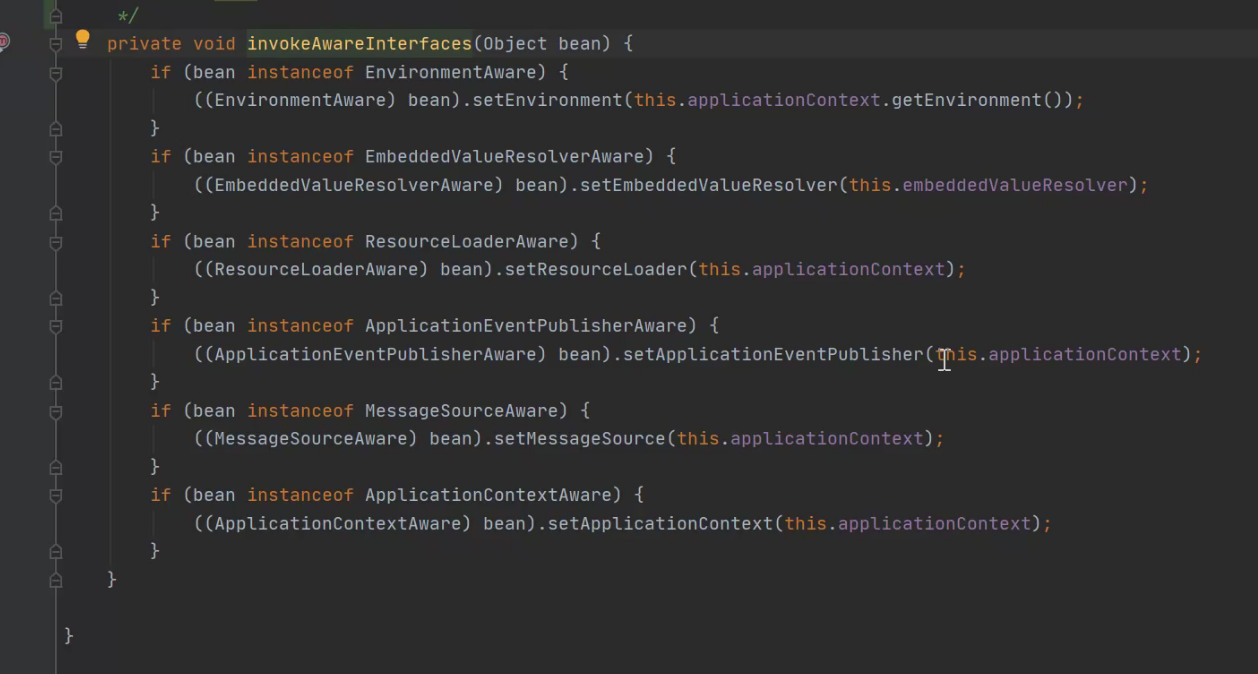 */
private void invokeAwareInterfaces(Object bean) {
if (bean instanceof EnvironmentAware) {
((EnvironmentAware) bean).setEnvironment(this.applicationContext.getEnvironment());
}
if (bean instanceof EmbeddedValueResolverAware) {
((EmbeddedValueResolverAware) bean).setEmbeddedValueResolver(this.embeddedValueResolver);
}
if (bean instanceof ResourceLoaderAware) {
((ResourceLoaderAware) bean).setResourceLoader(this.applicationContext);
}
if (bean instanceof ApplicationEventPublisherAware) {
((ApplicationEventPublisherAware) bean).setApplicationEventPublisher(this.applicationContext);
}
if (bean instanceof MessageSourceAware) {
((MessageSourceAware) bean).setMessageSource(this.applicationContext);
}
if (bean instanceof ApplicationContextAware) {
((ApplicationContextAware) bean).setApplicationContext(this.applicationContext);
}
}
}